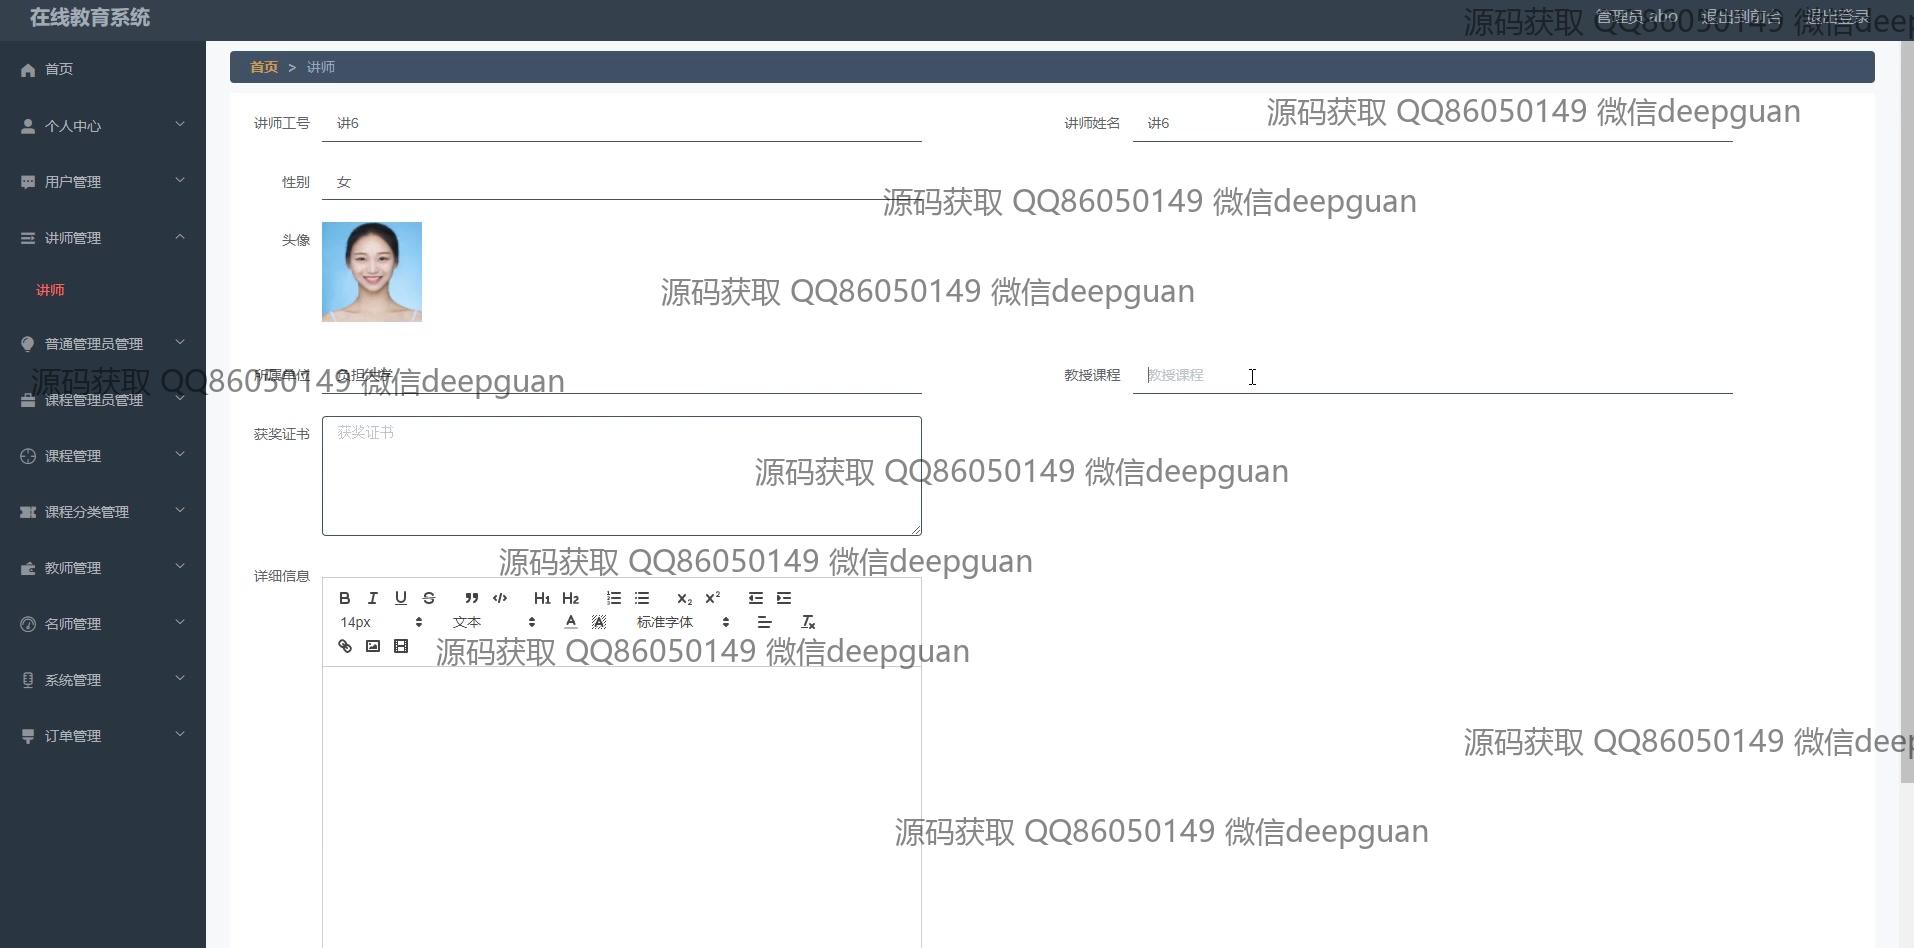 在线教育系统
管理员 abo
退出到前台
退出登录
源码获取 QQ86050149 微信deep
首页
个人中心
用户管理
讲师管理
讲师
普通管理员管理
课程管理员管理
课程管理
课程分类管理
教师管理
名师管理
系统管理
订单管理
首页 > 讲师
讲师工号 讲6
讲师姓名 讲6
源码获取 QQ86050149 微信deepguan
性别 女
源码获取 QQ86050149 微信deepguan
头像
源码获取 QQ86050149 微信deepguan
所属单位
教授课程 教授课程
源码获取 QQ86050149 微信deepguan
获奖证书 获奖证书
源码获取 QQ86050149 微信deepguan
源码获取 QQ86050149 微信deepguan
详细信息
B I U S H1 H2 X2 X2
14px 文本 A A 标准字体 Tx
源码获取 QQ86050149 微信deepguan
源码获取 QQ86050149 微信deep
源码获取 QQ86050149 微信deepguan